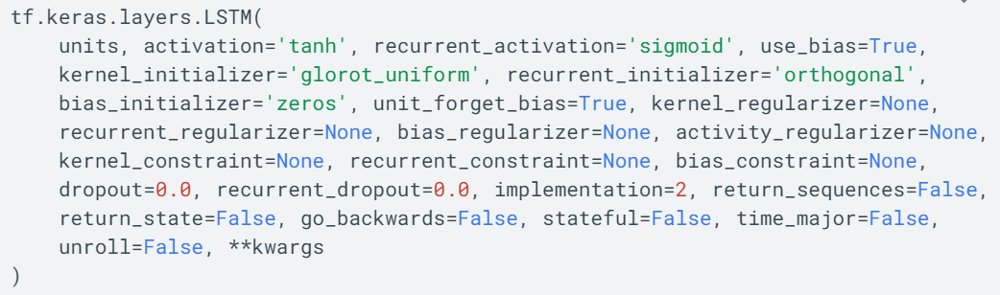 tf.keras.layers.LSTM(
    units, activation='tanh', recurrent_activation='sigmoid', use_bias=True,
    kernel_initializer='glorot_uniform', recurrent_initializer='orthogonal',
    bias_initializer='zeros', unit_forget_bias=True, kernel_regularizer=None,
    recurrent_regularizer=None, bias_regularizer=None, activity_regularizer=None,
    kernel_constraint=None, recurrent_constraint=None, bias_constraint=None,
    dropout=0.0, recurrent_dropout=0.0, implementation=2, return_sequences=False,
    return_state=False, go_backwards=False, stateful=False, time_major=False,
    unroll=False, **kwargs
)